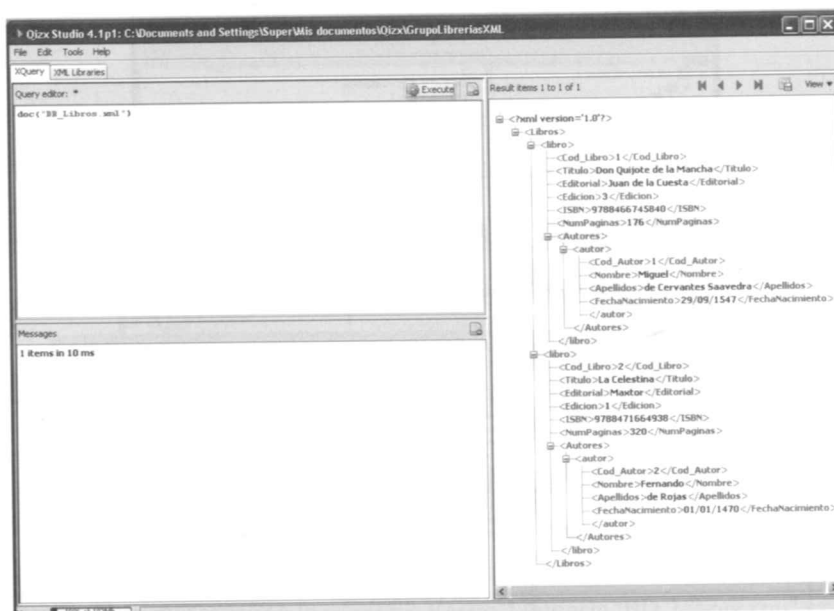 Qizx Studio 4.1p1: C:\Documents and Settings\Super\Mis documentos\Qizx\GrupoLibreriasXML
File Edit Tools Help
XQuery XML Libraries
Query editor: * Execute
doc("BB_Libros.xml")
Messages
1 items in 10 ms
Result items 1 to 1 of 1 View
<?xml version="1.0"?>
<Libros>
<libro>
<Cod_Libro>1</Cod_Libro>
<Titulo>Don Quijote de la Mancha</Titulo>
<Editorial>Juan de la Cuesta</Editorial>
<Edicion>3</Edicion>
<ISBN>9788466745840</ISBN>
<NumPaginas>176</NumPaginas>
<Autores>
<autor>
<Cod_Autor>1</Cod_Autor>
<Nombre>Miguel</Nombre>
<Apellidos>de Cervantes Saavedra</Apellidos>
<FechaNacimiento>29/09/1547</FechaNacimiento>
</autor>
</Autores>
</libro>
<libro>
<Cod_Libro>2</Cod_Libro>
<Titulo>La Celestina</Titulo>
<Editorial>Maxtor</Editorial>
<Edicion>1</Edicion>
<ISBN>9788471664938</ISBN>
<NumPaginas>320</NumPaginas>
<Autores>
<autor>
<Cod_Autor>2</Cod_Autor>
<Nombre>Fernando</Nombre>
<Apellidos>de Rojas</Apellidos>
<FechaNacimiento>01/01/1470</FechaNacimiento>
</autor>
</Autores>
</libro>
</Libros>